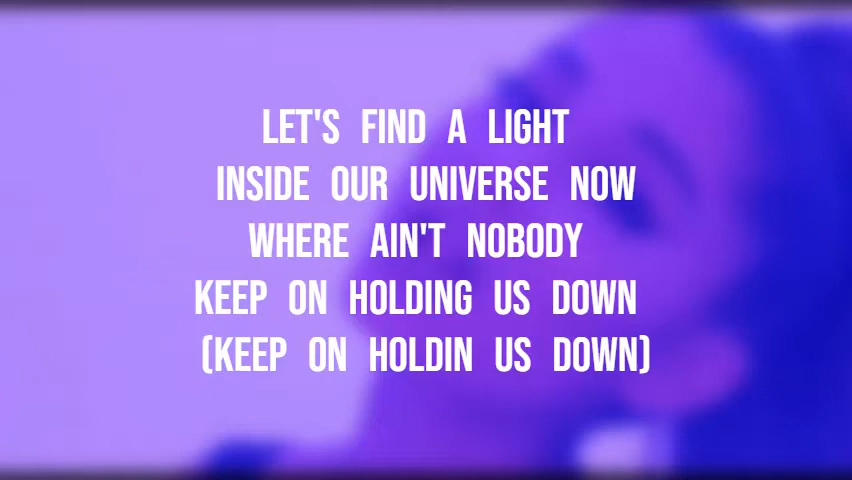 LET'S FIND A LIGHT
INSIDE OUR UNIVERSE NOW
WHERE AIN'T NOBODY
KEEP ON HOLDING US DOWN
(KEEP ON HOLDIN US DOWN)